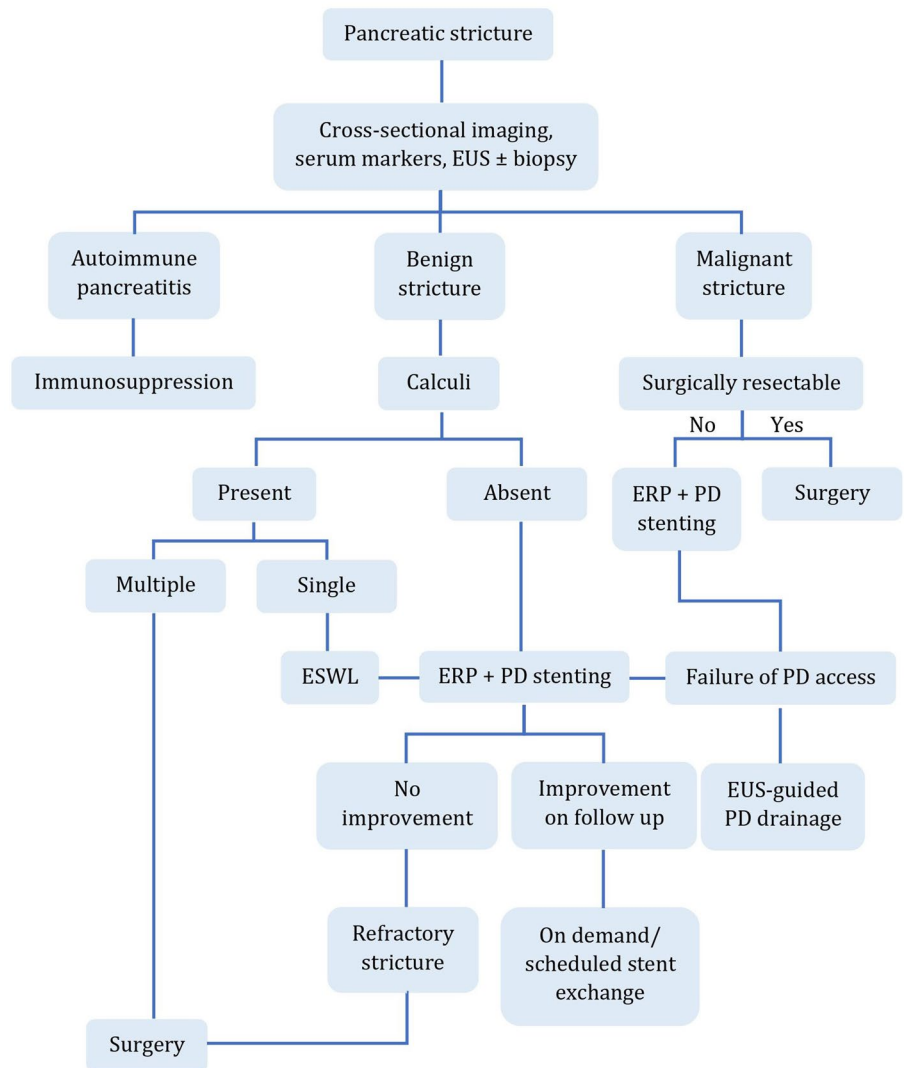 Pancreatic stricture
Cross-sectional imaging,
serum markers, EUS ± biopsy
Autoimmune
pancreatitis
Benign
stricture
Malignant
stricture
Immunosuppression
Calculi
Surgically resectable
No
Yes
Present
Absent
ERP + PD
stenting
Surgery
Multiple
Single
ESWL
ERP + PD stenting
Failure of PD access
No
improvement
Improvement
on follow up
EUS-guided
PD drainage
Refractory
stricture
On demand/
scheduled stent
exchange
Surgery